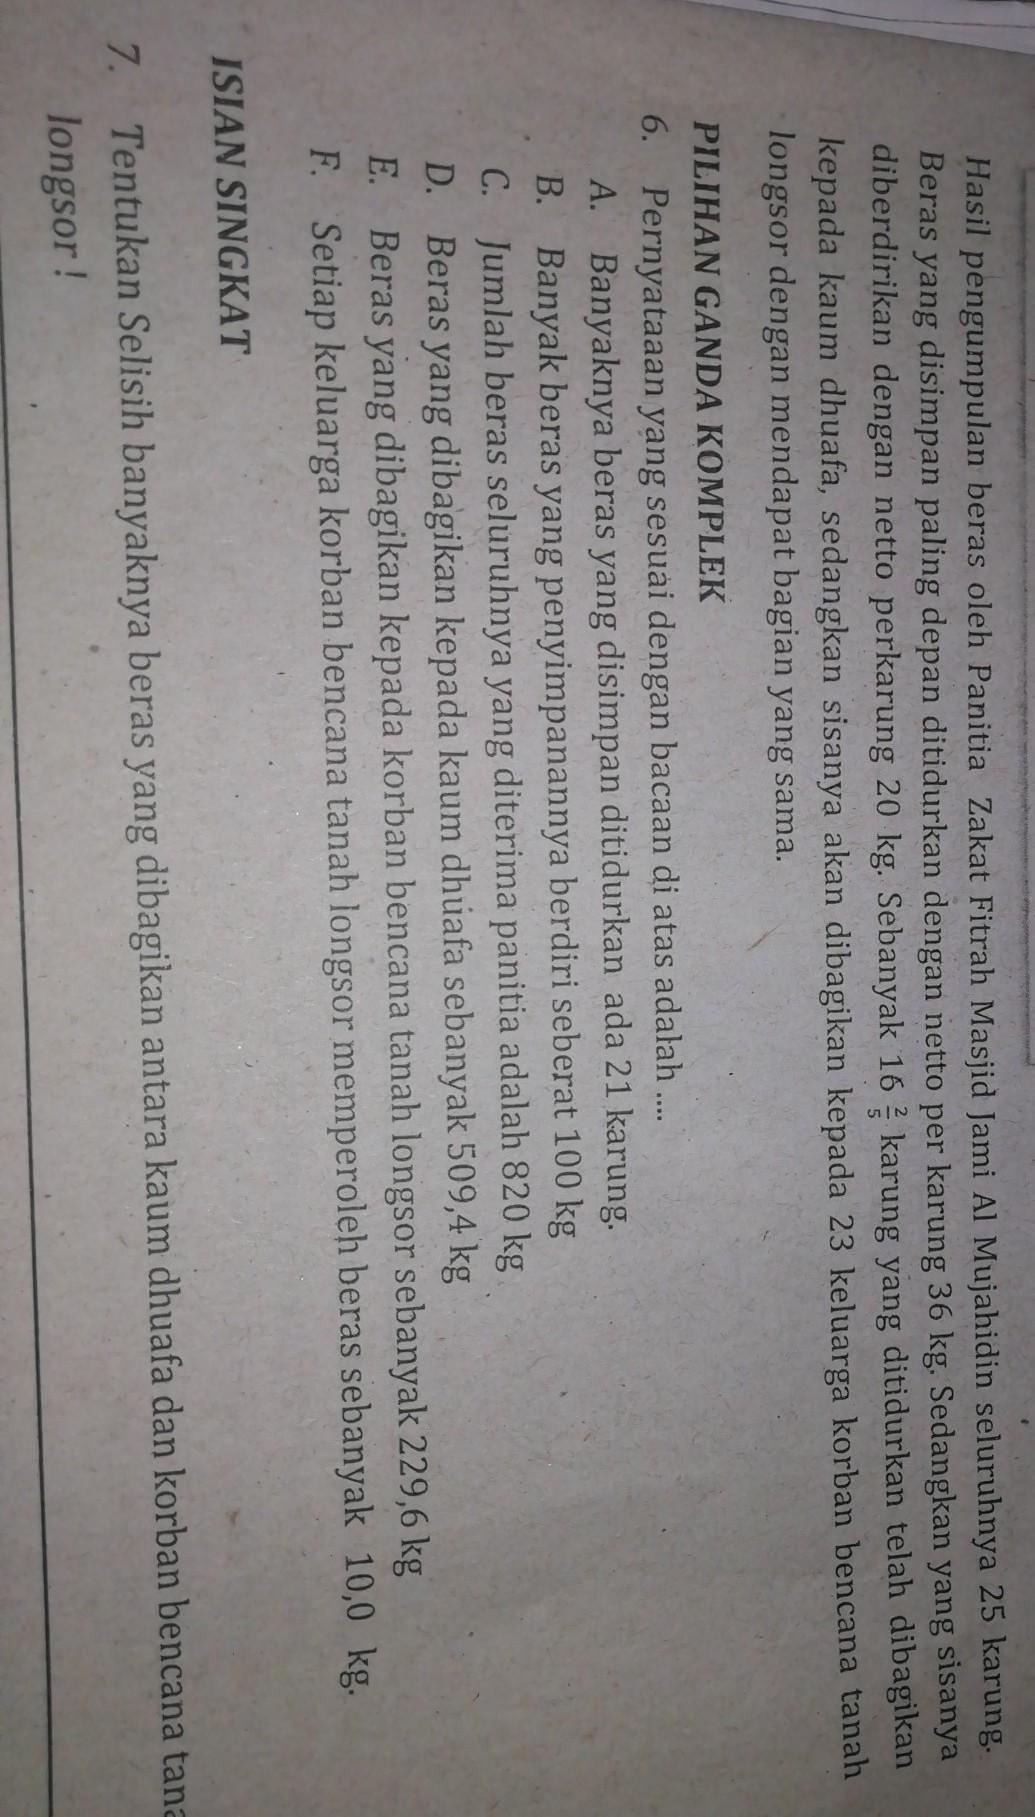 Hasil pengumpulan beras oleh Panitia Zakat Fitrah Masjid Jami Al Mujahidin seluruhnya 25 karung.
Beras yang disimpan paling depan ditidurkan dengan netto per karung 36 kg. Sedangkan yang sisanya
diberdirikan dengan netto perkarung 20 kg. Sebanyak 16 2/5 karung yang ditidurkan telah dibagikan
kepada kaum dhuafa, sedangkan sisanya akan dibagikan kepada 23 keluarga korban bencana tanah
longsor dengan mendapat bagian yang sama.
PILIHAN GANDA KOMPLEK
6. Pernyataaan yang sesuai dengan bacaan di atas adalah ....
A. Banyaknya beras yang disimpan ditidurkan ada 21 karung.
B. Banyak beras yang penyimpanannya berdiri seberat 100 kg
C. Jumlah beras seluruhnya yang diterima panitia adalah 820 kg
D. Beras yang dibagikan kepada kaum dhuafa sebanyak 509,4 kg
E. Beras yang dibagikan kepada korban bencana tanah longsor sebanyak 229,6 kg
F. Setiap keluarga korban bencana tanah longsor memperoleh beras sebanyak 10,0 kg.
ISIAN SINGKAT
7. Tentukan Selisih banyaknya beras yang dibagikan antara kaum dhuafa dan korban bencana tana
longsor!